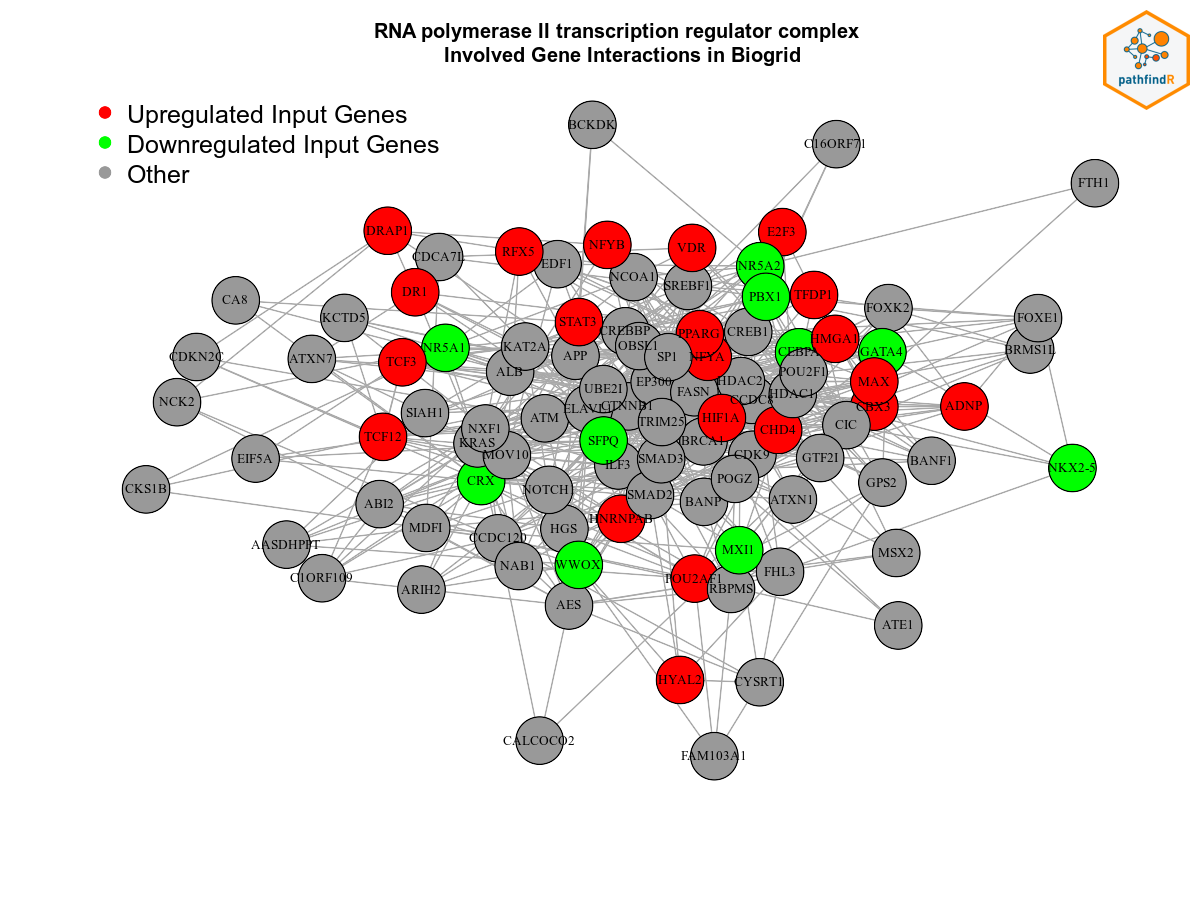 RNA polymerase II transcription regulator complex
Involved Gene Interactions in Biogrid
pathfindR
Upregulated Input Genes
Downregulated Input Genes
Other
BCKDK
C16ORF71
FTH1
DRAP1
E2F3
NFYB
VDR
RFX5
CDCA7L
EDF1
NR5A2
NCOA1
SREBF1
DR1
PBX1
TFDP1
CA8
FOXK2
KCTD5
FOXE1
STAT3
CREBBP
PPARG
CREB1
HMGA1
NR5A1
KAT2A
OBSL1
BRMS1L
CDKN2C
ATXN7
APP
SP1
NFYA
CEBPA
GATA4
TCF3
ALB
POU2F1
EP300
HDAC2
MAX
UBE2I
FASN
HDAC1
NCK2
CTNNB1
CBX3
ADNP
SIAH1
ATM
HIF1A
TRIM25
NXF1
CHD4
CIC
TCF12
KRAS
SFPQ
BRCA1
MOV10
CDK9
EIF5A
SMAD3
GTF2I
BANF1
ILF3
NKX2-5
CRX
POGZ
GPS2
CKS1B
SMAD2
ATXN1
ABI2
BANP
HNRNPAB
MDFI
HGS
CCDC120
AASDHPPT
MXI1
MSX2
NAB1
WWOX
FHL3
C1ORF109
POU2AF1
RBPMS
ARIH2
AES
ATE1
HYAL2
CYSRT1
CALCOCO2
FAM103A1